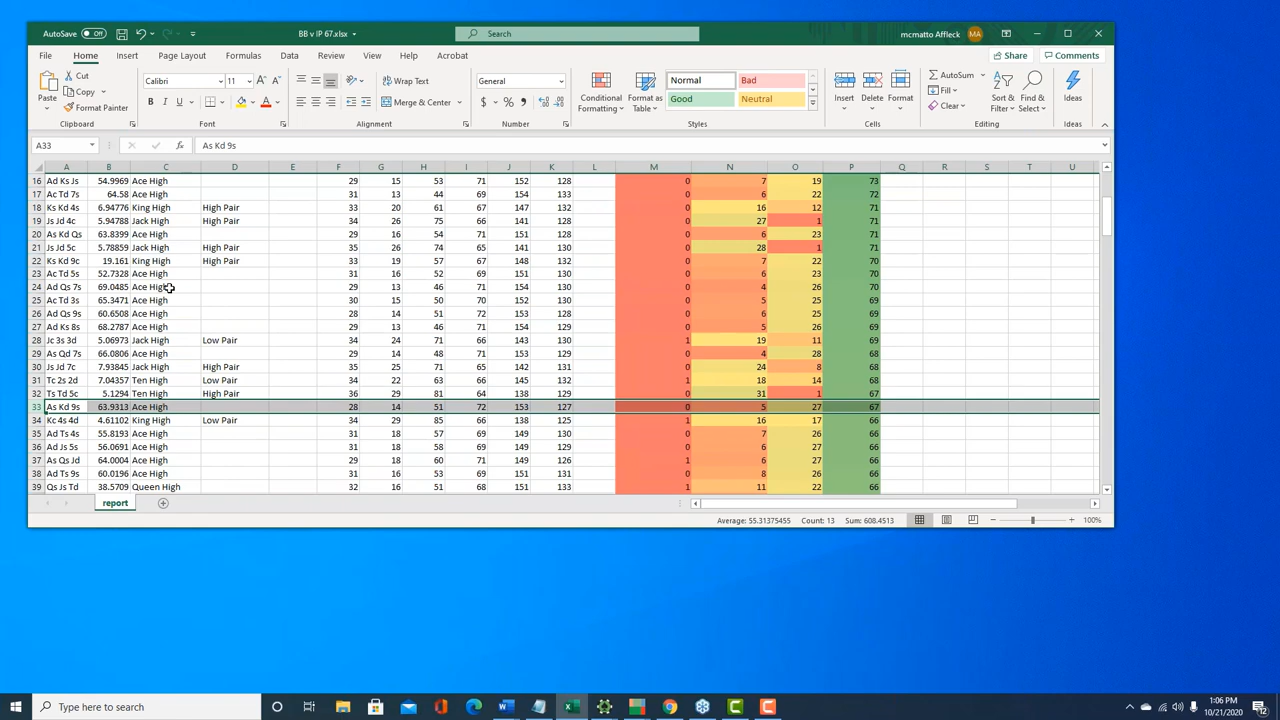 AutoSave Off BB v IP 67.xlsx Search mcmatto Affleck MA
File Home Insert Draw Page Layout Formulas Data Review View Help Acrobat Share Comments
Paste Cut Copy Format Painter Calibri 11 Wrap Text Merge & Center General Conditional Formatting Format as Table Normal Bad Good Neutral Insert Delete Format AutoSum Fill Clear Sort & Filter Find & Select Ideas
Clipboard Font Alignment Number Styles Cells Editing Ideas
A33 As Kd 9s
A B C D E F G H I J K L M N O P Q R S T U
16 Ad Ks Js 54.9969 Ace High 29 15 53 71 152 128 0 7 19 73
17 Ac Td 7s 64.58 Ace High 31 13 44 69 154 133 0 6 22 72
18 Ks Kd 4s 6.94776 King High High Pair 33 20 61 67 147 132 0 16 12 71
19 Js Jd 4c 5.94788 Jack High High Pair 34 26 75 66 141 128 0 27 1 71
20 As Kd Qs 63.8399 Ace High 29 16 54 71 151 128 0 6 23 71
21 Js Jd 5c 5.78859 Jack High High Pair 35 26 74 65 141 130 0 28 1 71
22 Ks Kd 9c 19.161 King High High Pair 33 19 57 67 148 132 0 7 22 70
23 Ac Td 5s 52.7328 Ace High 31 16 52 69 151 130 0 6 23 70
24 Ad Qs 7s 69.0485 Ace High 29 13 46 71 154 130 0 4 26 70
25 Ac Td 3s 65.3471 Ace High 30 15 50 70 152 130 0 5 25 69
26 Ad Qs 9s 60.6508 Ace High 28 14 51 72 153 128 0 6 25 69
27 Ad Ks 8s 68.2787 Ace High 29 13 46 71 154 129 0 5 26 69
28 Jc 3s 3d 5.06973 Jack High Low Pair 34 24 71 66 143 130 1 19 11 69
29 As Qd 7s 66.0806 Ace High 29 14 48 71 153 129 0 4 28 68
30 Js Jd 7c 7.93845 Jack High High Pair 35 25 71 65 142 131 0 24 8 68
31 Tc 2s 2d 7.04357 Ten High Low Pair 36 22 63 64 145 132 1 18 14 68
32 Ts Td 5c 5.1294 Ten High High Pair 36 29 81 64 138 129 0 31 1 67
33 As Kd 9s 63.9313 Ace High 28 14 51 72 153 127 0 5 27 67
34 Kc 4s 4d 4.61102 King High Low Pair 34 29 85 66 138 125 1 16 17 66
35 Ad Ts 4s 55.8193 Ace High 31 18 57 69 149 130 0 7 26 66
36 Ad Js 5s 56.0691 Ace High 31 18 58 69 149 129 0 6 27 66
37 As Qs Jd 64.0004 Ace High 29 18 60 71 149 126 1 6 28 66
38 Ad Ts 9s 60.0196 Ace High 31 16 53 69 151 131 0 8 26 66
39 Qs Js Td 38.5709 Queen High 32 16 51 68 151 133 1 11 22 66
report
Average: 55.31375455 Count: 13 Sum: 608.4513 100%
Type here to search 1:06 PM
10/21/2020 12